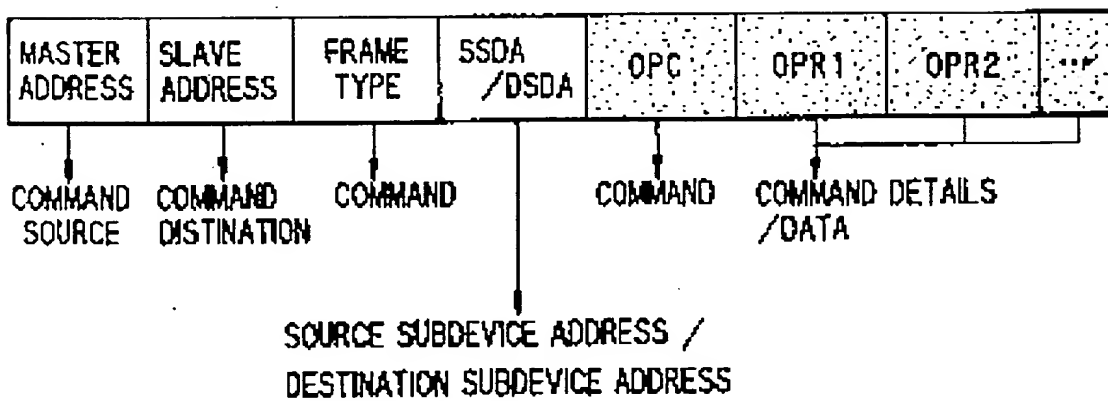 MASTER ADDRESS
SLAVE ADDRESS
FRAME TYPE
SSDA /DSDA
OPC
OPR1
OPR2
...
COMMAND SOURCE
COMMAND DISTINATION
COMMAND
COMMAND
COMMAND DETAILS
/DATA
SOURCE SUBDEVICE ADDRESS /
DESTINATION SUBDEVICE ADDRESS